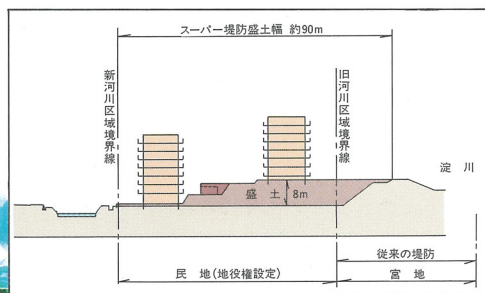 スーパー堤防盛土幅 約90m
新河川区域境界線
旧河川区域境界線
淀 川
盛 土
8m
従来の堤防
民 地(地役権設定)
官 地